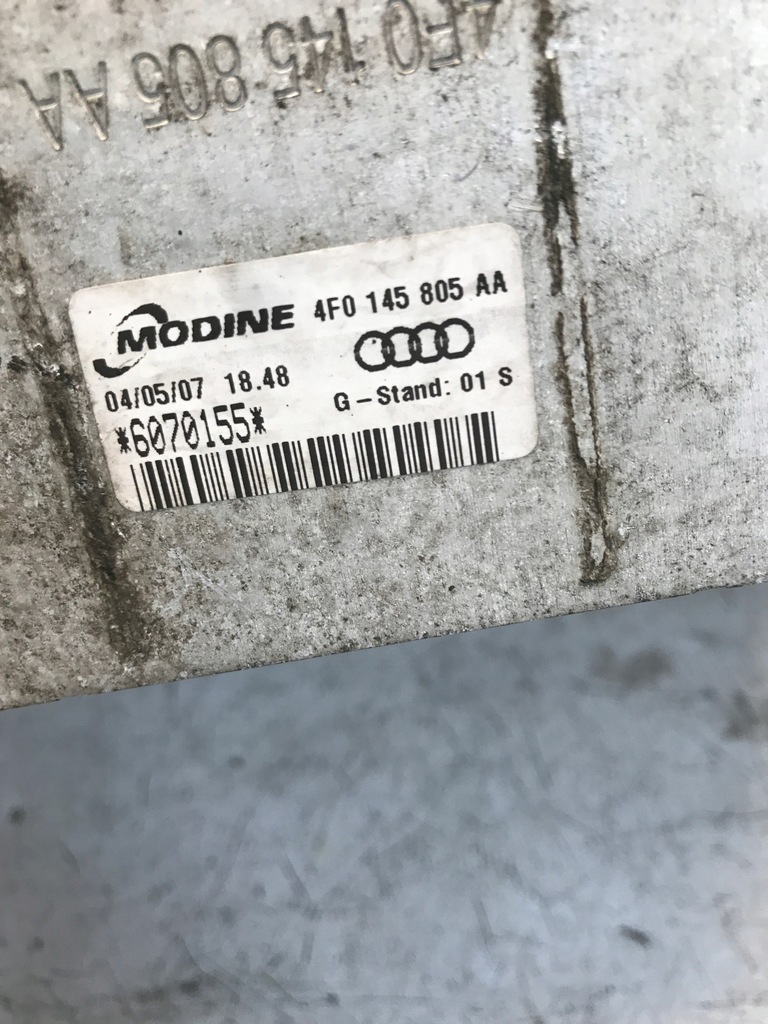 4F0 145 805 AA
MODINE 4F0 145 805 AA
04/05/07 18.48
G-Stand: 01 S
*6070155*